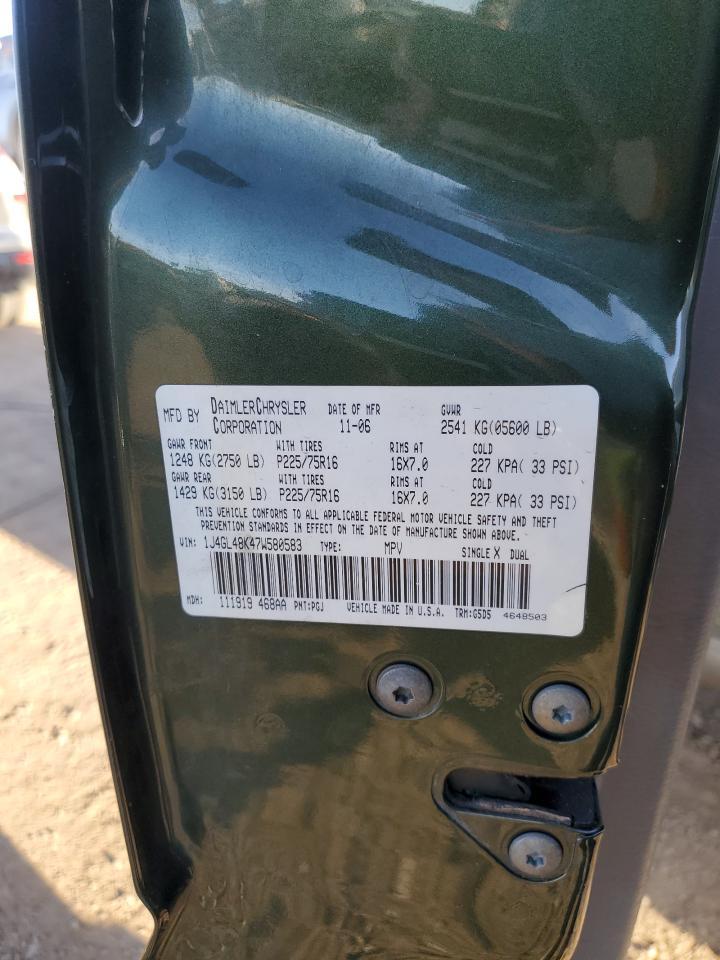 MFD BY DAIMLERCHRYSLER CORPORATION DATE OF MFR 11-06 GVWR 2541 KG(05600 LB)
GAWR FRONT WITH TIRES RIMS AT COLD
1248 KG(2750 LB) P225/75R16 16X7.0 227 KPA( 33 PSI)
GAWR REAR WITH TIRES RIMS AT COLD
1429 KG(3150 LB) P225/75R16 16X7.0 227 KPA( 33 PSI)
THIS VEHICLE CONFORMS TO ALL APPLICABLE FEDERAL MOTOR VEHICLE SAFETY AND THEFT
PREVENTION STANDARDS IN EFFECT ON THE DATE OF MANUFACTURE SHOWN ABOVE.
VIN: 1J4GL48K47W580583 TYPE: MPV SINGLE X DUAL
MDH: 111919 468AA PNT:PGJ VEHICLE MADE IN U.S.A. TRM:G5D5 4648503